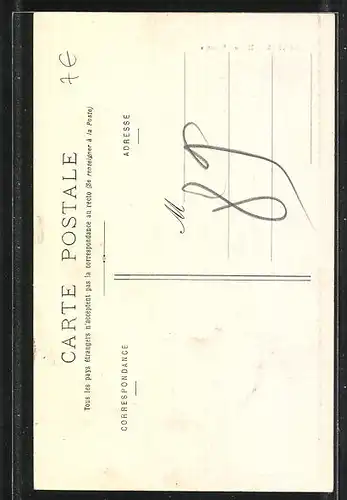 7€
CARTE POSTALE
Tous les pays étrangers n'acceptent pas la correspondance au recto (Se renseigner à la Poste)
CORRESPONDANCE
ADRESSE
M